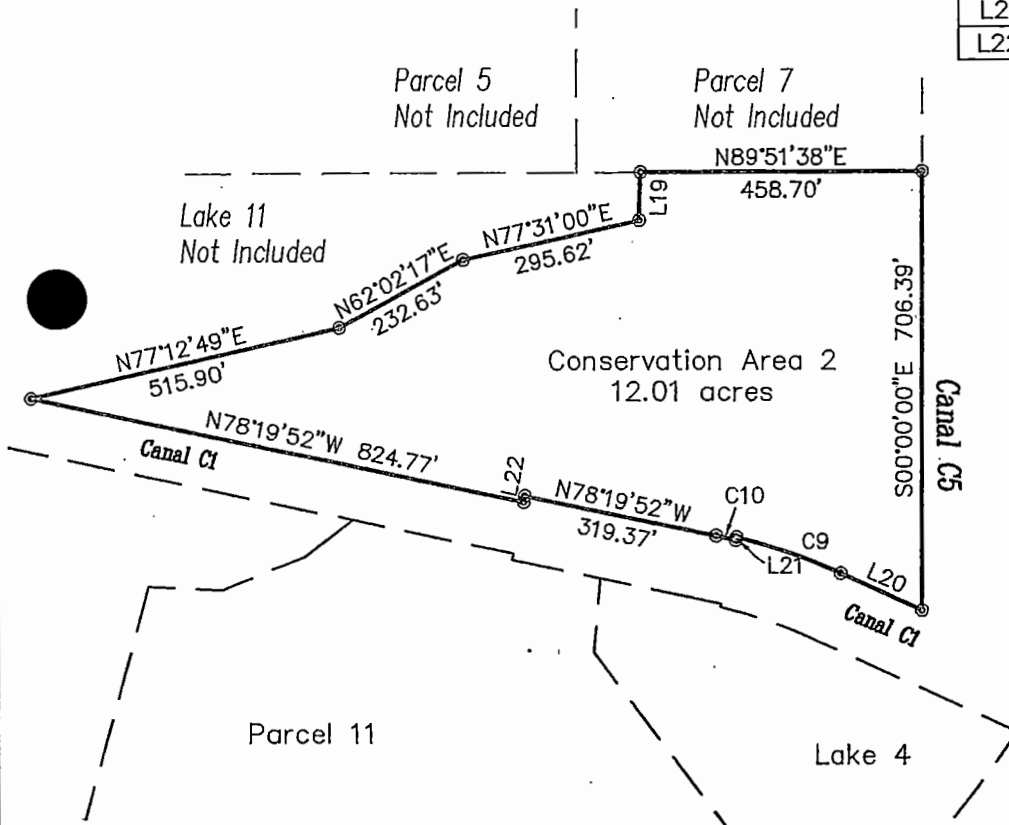 L2
L22
Parcel 5
Not Included
Parcel 7
Not Included
N89°51'38"E
458.70'
L19
Lake 11
Not Included
N77°31'00"E
295.62'
N62°02'17"E
232.63'
N77°12'49"E
515.90'
S00°00'00"E 706.39'
Canal C5
Conservation Area 2
12.01 acres
N78°19'52"W 824.77'
Canal C1
L22
N78°19'52"W
319.37'
C10
L21
C9
L20
Canal C1
Parcel 11
Lake 4